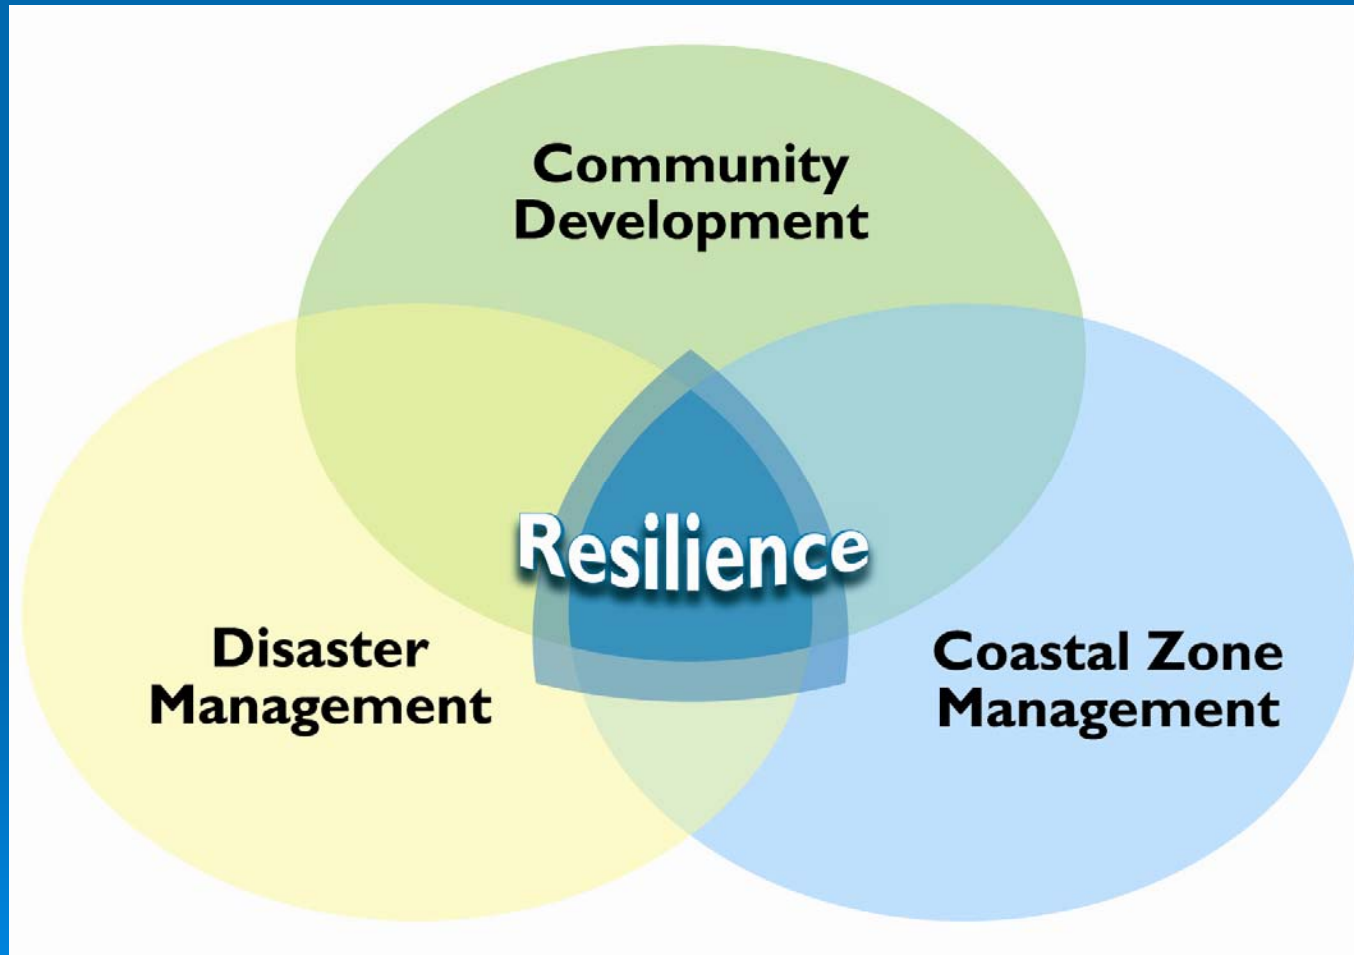 Community
Development
Resilience
Disaster
Management
Coastal Zone
Management